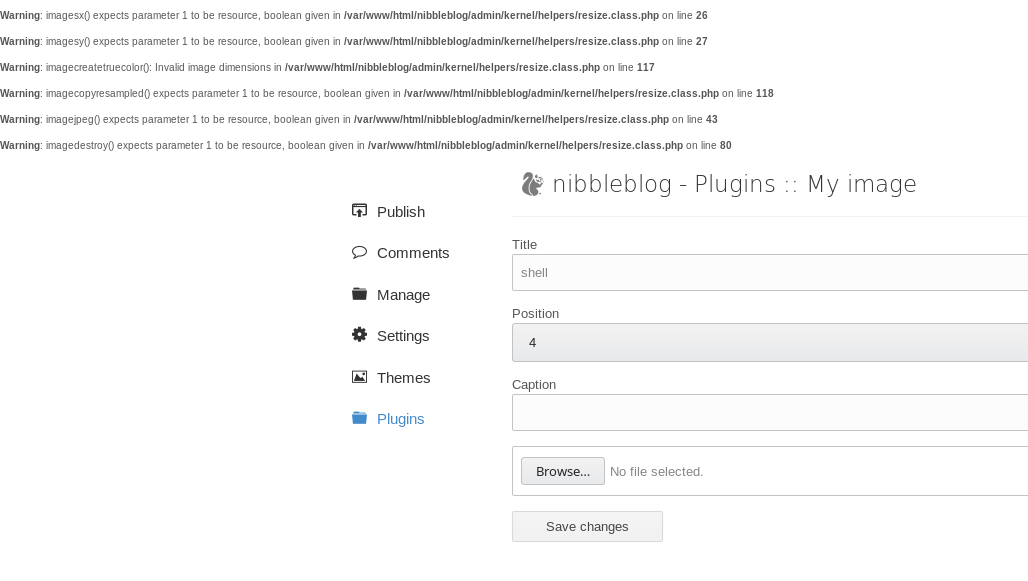 Warning: imagesx() expects parameter 1 to be resource, boolean given in /var/www/html/nibbleblog/admin/kernel/helpers/resize.class.php on line 26
Warning: imagesy() expects parameter 1 to be resource, boolean given in /var/www/html/nibbleblog/admin/kernel/helpers/resize.class.php on line 27
Warning: imagecreatetruecolor(): Invalid image dimensions in /var/www/html/nibbleblog/admin/kernel/helpers/resize.class.php on line 117
Warning: imagecopyresampled() expects parameter 1 to be resource, boolean given in /var/www/html/nibbleblog/admin/kernel/helpers/resize.class.php on line 118
Warning: imagejpeg() expects parameter 1 to be resource, boolean given in /var/www/html/nibbleblog/admin/kernel/helpers/resize.class.php on line 43
Warning: imagedestroy() expects parameter 1 to be resource, boolean given in /var/www/html/nibbleblog/admin/kernel/helpers/resize.class.php on line 80
nibbleblog - Plugins :: My image
Publish
Comments
Manage
Settings
Themes
Plugins
Title
shell
Position
4
Caption
Browse... No file selected.
Save changes